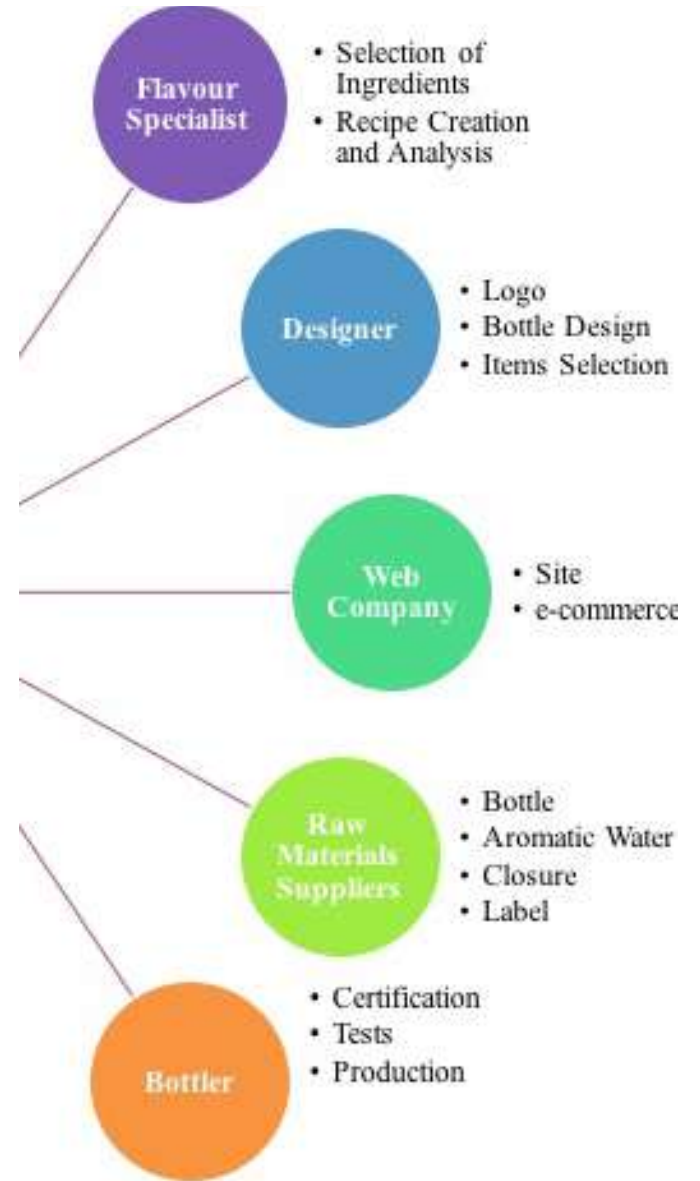 Flavour
Specialist
• Selection of
Ingredients
• Recipe Creation
and Analysis
Designer
• Logo
• Bottle Design
• Items Selection
Web
Company
• Site
• e-commerce
Raw
Materials
Suppliers
• Bottle
• Aromatic Water
• Closure
• Label
Bottler
• Certification
• Tests
• Production